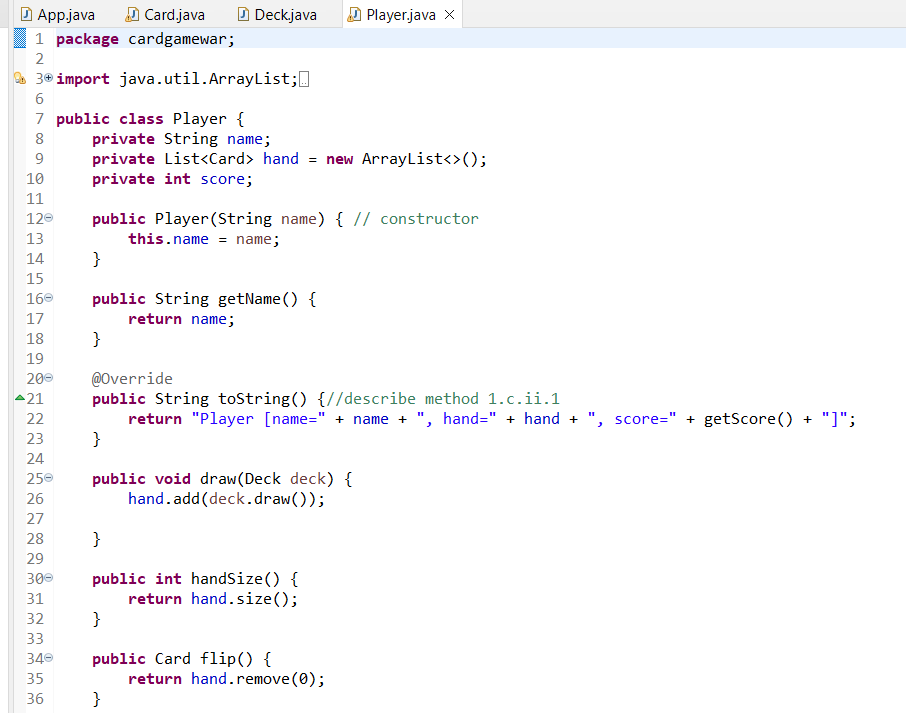 App.java Card.java Deck.java Player.java
1 package cardgamewar;
2
3 import java.util.ArrayList;
6
7 public class Player {
8     private String name;
9     private List<Card> hand = new ArrayList<>();
10     private int score;
11
12     public Player(String name) { // constructor
13         this.name = name;
14     }
15
16     public String getName() {
17         return name;
18     }
19
20     @Override
21     public String toString() {//describe method 1.c.ii.1
22         return "Player [name=" + name + ", hand=" + hand + ", score=" + getScore() + "]";
23     }
24
25     public void draw(Deck deck) {
26         hand.add(deck.draw());
27
28     }
29
30     public int handSize() {
31         return hand.size();
32     }
33
34     public Card flip() {
35         return hand.remove(0);
36     }